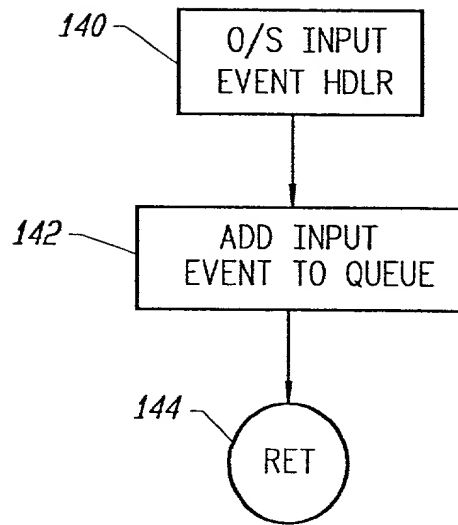 140
O/S INPUT
EVENT HDLR
142
ADD INPUT
EVENT TO QUEUE
144
RET